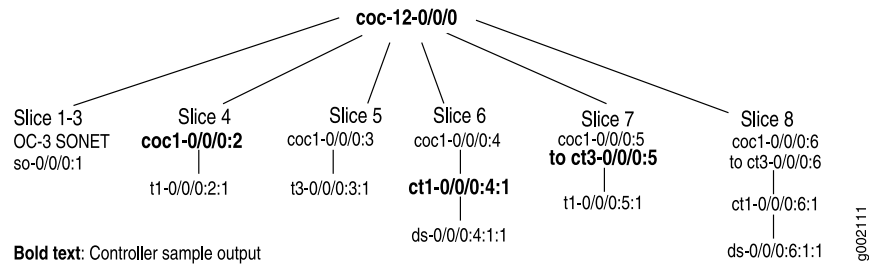 coc-12-0/0/0
Slice 1-3
OC-3 SONET
so-0/0/0:1
Slice 4
coc1-0/0/0:2
t1-0/0/0:2:1
Slice 5
coc1-0/0/0:3
t3-0/0/0:3:1
Slice 6
coc1-0/0/0:4
ct1-0/0/0:4:1
ds-0/0/0:4:1:1
Slice 7
coc1-0/0/0:5
to ct3-0/0/0:5
t1-0/0/0:5:1
Slice 8
coc1-0/0/0:6
to ct3-0/0/0:6
ct1-0/0/0:6:1
ds-0/0/0:6:1:1
Bold text: Controller sample output
g002111